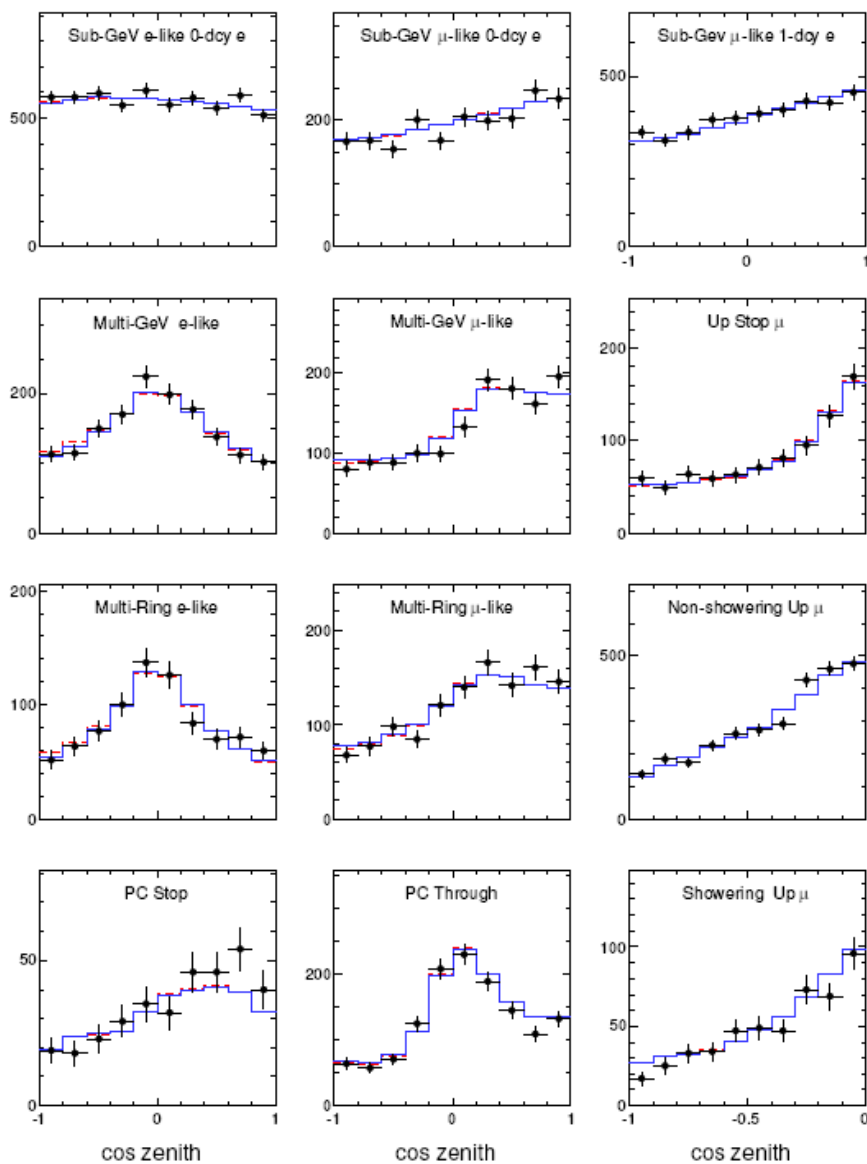 Sub-GeV e-like 0-dcy e
Sub-GeV μ-like 0-dcy e
Sub-Gev μ-like 1-dcy e
500
0
200
0
400
200
0
-1 0 1
Multi-GeV e-like
Multi-GeV μ-like
Up Stop μ
200
0
200
100
0
200
100
0
Multi-Ring e-like
Multi-Ring μ-like
Non-showering Up μ
200
100
0
200
100
0
500
0
PC Stop
PC Through
Showering Up μ
50
0
200
0
100
50
0
-1 0 1
-1 0 1
-1 -0.5 0
cos zenith
cos zenith
cos zenith